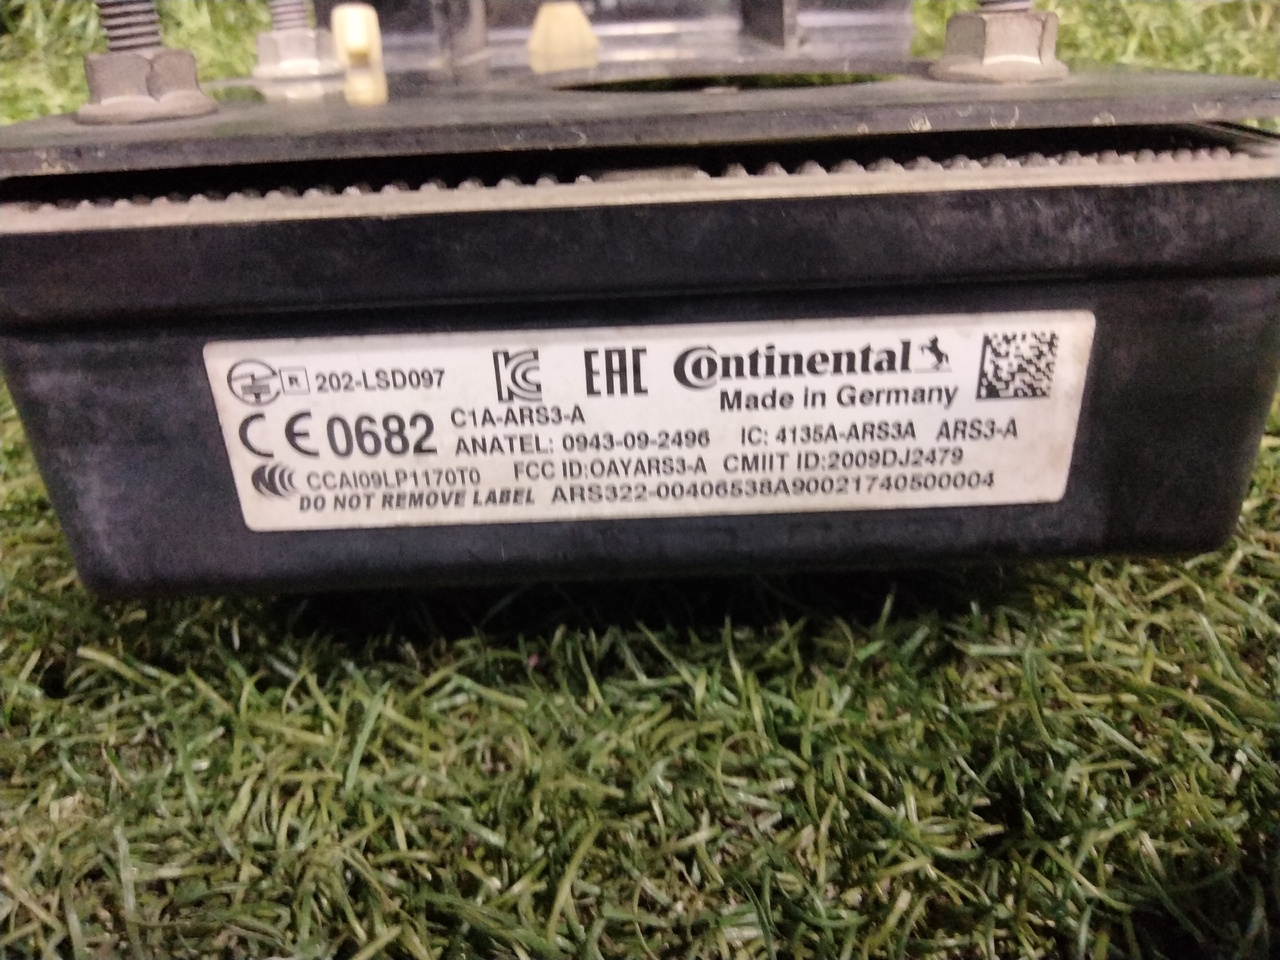 R 202-LSD097 EAC Continental
Made in Germany
CE 0682 C1A-ARS3-A
ANATEL: 0943-09-2496 IC: 4135A-ARS3A ARS3-A
CCAI09LP1170T0 FCC ID:OAYARS3-A CMIIT ID:2009DJ2479
DO NOT REMOVE LABEL ARS322-00406538A90021740500004